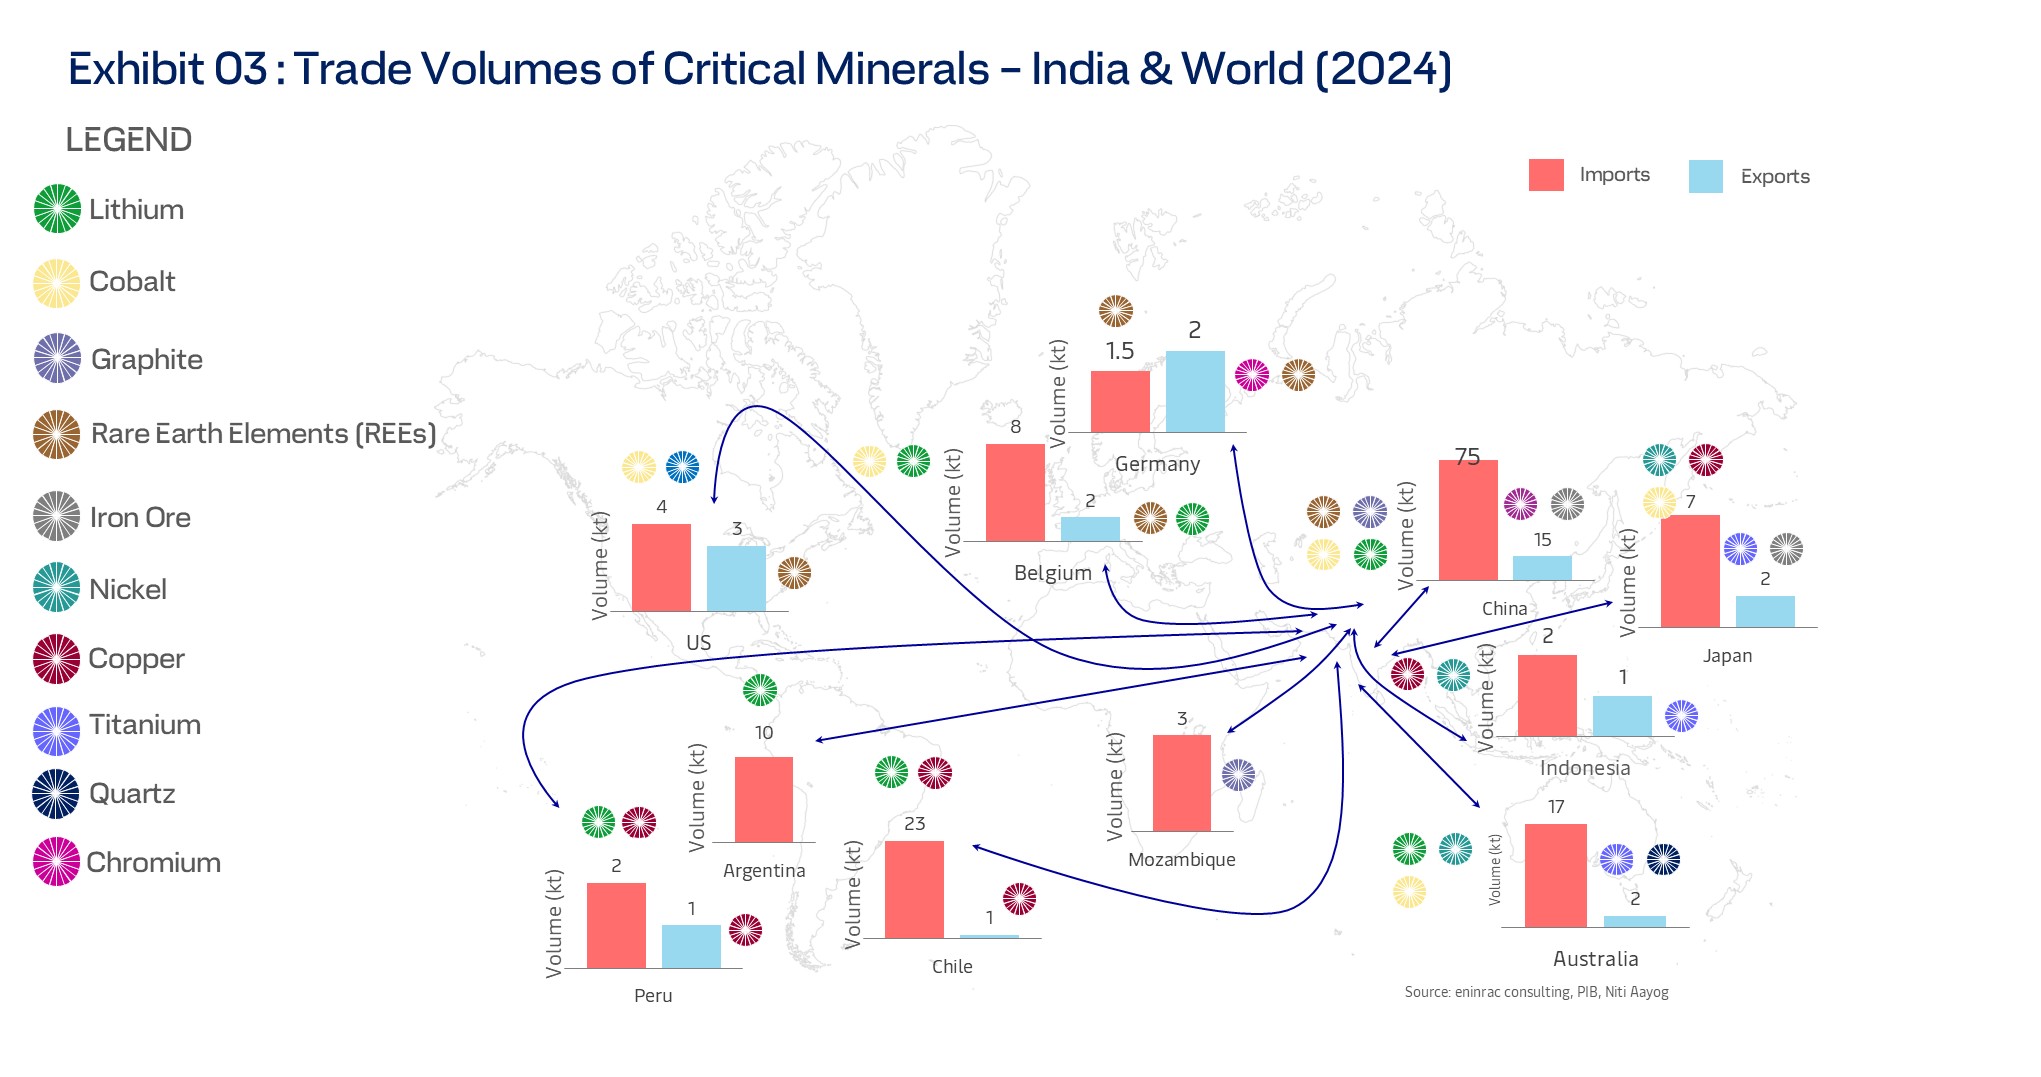 Exhibit 03 : Trade Volumes of Critical Minerals – India & World (2024)
LEGEND
Lithium
Cobalt
Graphite
Rare Earth Elements (REEs)
Iron Ore
Nickel
Copper
Titanium
Quartz
Chromium
Imports
Exports
Volume (kt)
1.5
2
Germany
Volume (kt)
8
2
Belgium
Volume (kt)
4
3
US
Volume (kt)
75
15
China
Volume (kt)
7
2
Japan
Volume (kt)
2
1
Indonesia
Volume (kt)
10
Argentina
Volume (kt)
3
Mozambique
Volume (kt)
23
1
Chile
Volume (kt)
2
1
Peru
Volume (kt)
17
2
Australia
Source: eninrac consulting, PIB, Niti Aayog